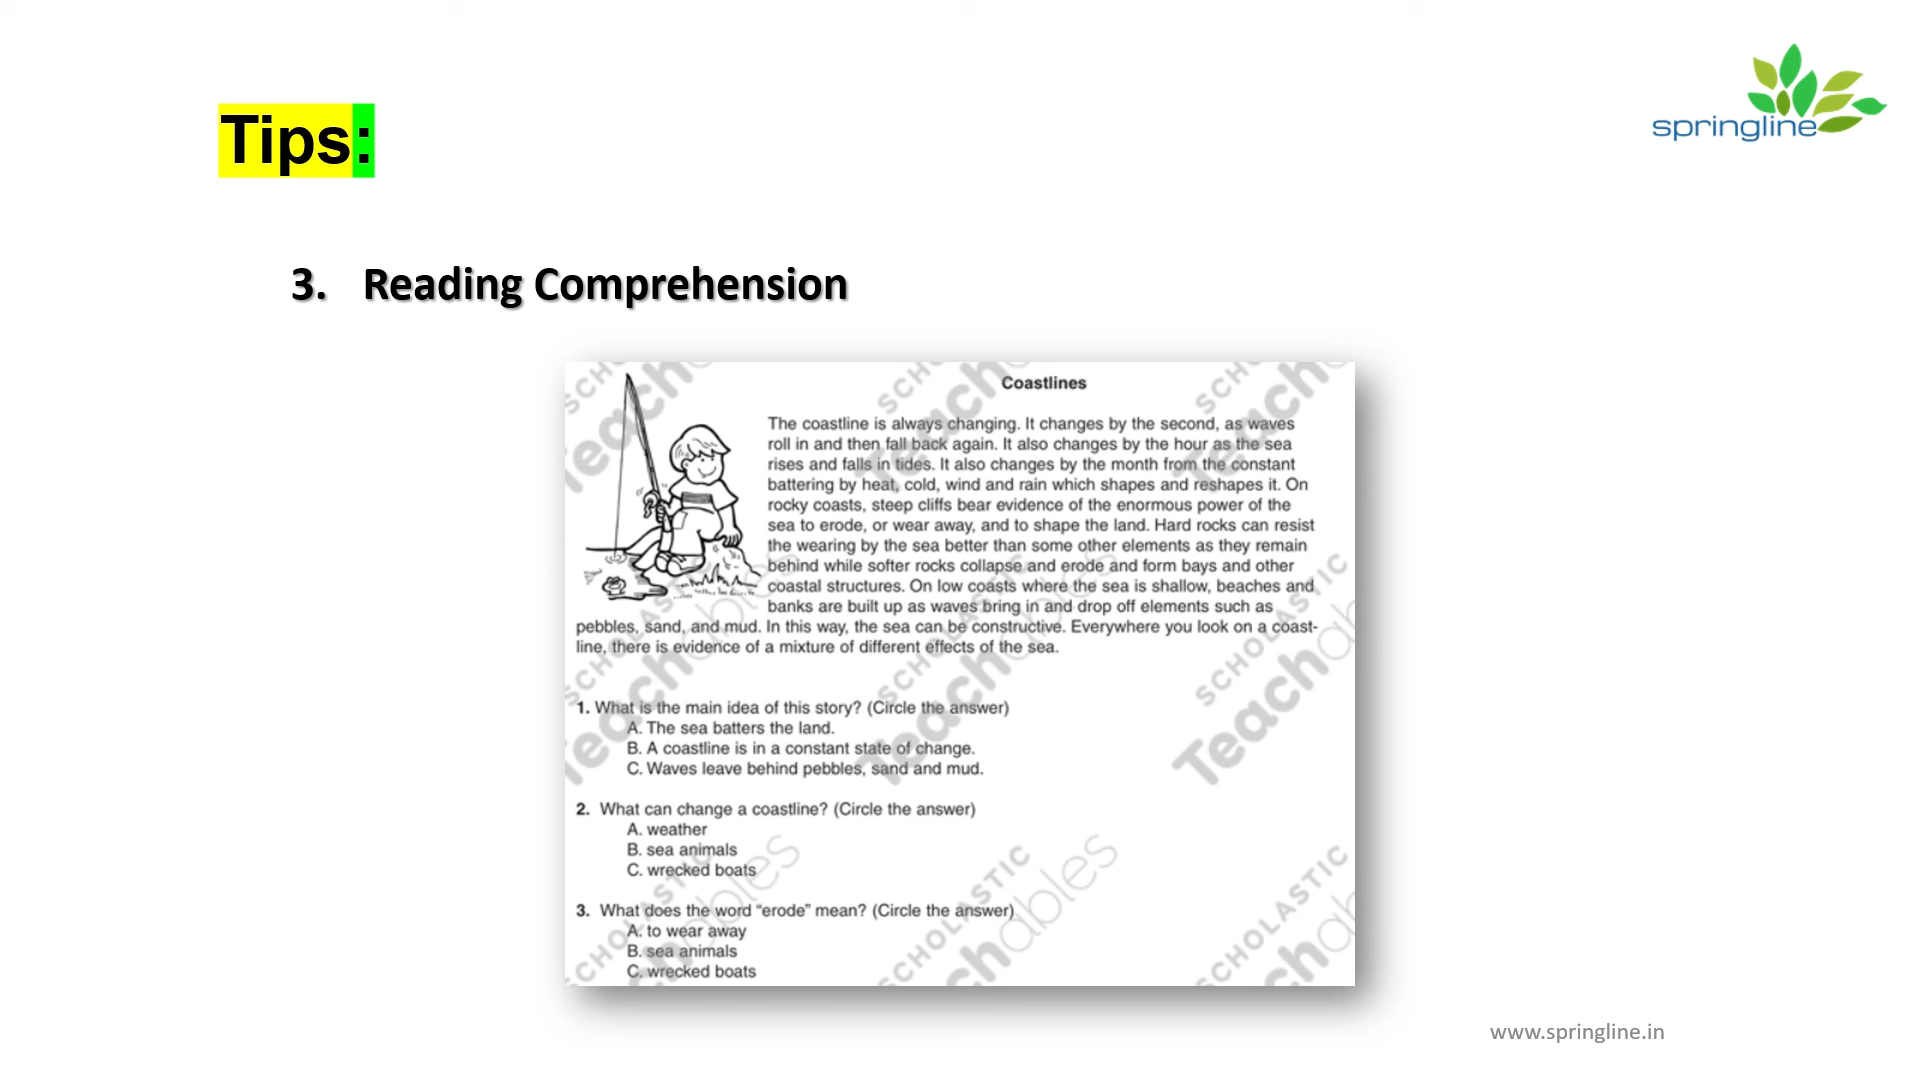 springline
Tips:
3. Reading Comprehension
Coastlines
The coastline is always changing. It changes by the second, as waves
roll in and then fall back again. It also changes by the hour as the sea
rises and falls in tides. It also changes by the month from the constant
battering by heat, cold, wind and rain which shapes and reshapes it. On
rocky coasts, steep cliffs bear evidence of the enormous power of the
sea to erode, or wear away, and to shape the land. Hard rocks can resist
the wearing by the sea better than some other elements as they remain
behind while softer rocks collapse and erode and form bays and other
coastal structures. On low coasts where the sea is shallow, beaches and
banks are built up as waves bring in and drop off elements such as
pebbles, sand, and mud. In this way, the sea can be constructive. Everywhere you look on a coast-
line, there is evidence of a mixture of different effects of the sea.
1. What is the main idea of this story? (Circle the answer)
A. The sea batters the land.
B. A coastline is in a constant state of change.
C. Waves leave behind pebbles, sand and mud.
2. What can change a coastline? (Circle the answer)
A. weather
B. sea animals
C. wrecked boats
3. What does the word “erode” mean? (Circle the answer)
A. to wear away
B. sea animals
C. wrecked boats
SCHOLASTIC
Teachables
www.springline.in